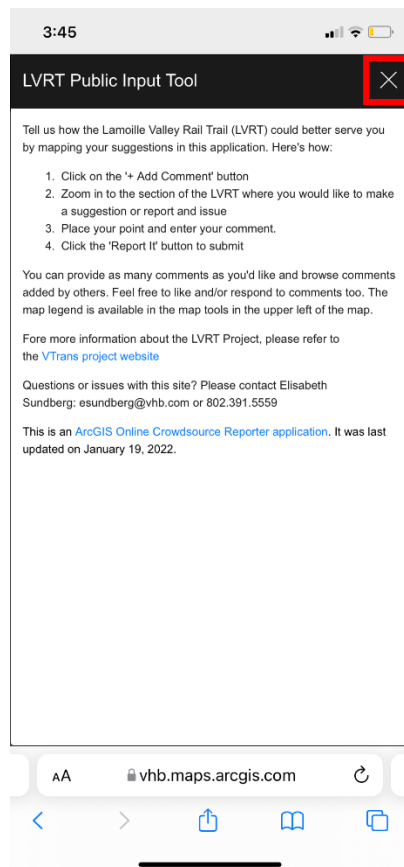 3:45
LVRT Public Input Tool
Tell us how the Lamoille Valley Rail Trail (LVRT) could better serve you
by mapping your suggestions in this application. Here's how:
1. Click on the '+ Add Comment' button
2. Zoom in to the section of the LVRT where you would like to make
a suggestion or report and issue
3. Place your point and enter your comment.
4. Click the 'Report It' button to submit
You can provide as many comments as you'd like and browse comments
added by others. Feel free to like and/or respond to comments too. The
map legend is available in the map tools in the upper left of the map.
Fore more information about the LVRT Project, please refer to
the VTrans project website
Questions or issues with this site? Please contact Elisabeth
Sundberg: esundberg@vhb.com or 802.391.5559
This is an ArcGIS Online Crowdsource Reporter application. It was last
updated on January 19, 2022.
AA vhb.maps.arcgis.com